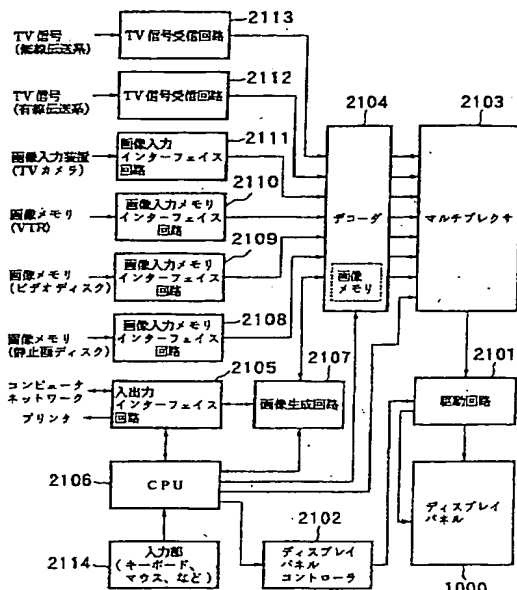 2113
TV信号
(無線伝送系)
TV信号受信回路
2112
TV信号
(有線伝送系)
TV信号受信回路
2104
2103
2111
画像入力装置
(TVカメラ)
画像入力
インターフェイス
回路
2110
画像メモリ
(VTR)
画像入力メモリ
インターフェイス
回路
デコーダ
マルチプレクサ
2109
画像メモリ
(ビデオディスク)
画像入力メモリ
インターフェイス
回路
画像
メモリ
2108
画像メモリ
(静止画ディスク)
画像入力メモリ
インターフェイス
回路
2105
2107
2101
コンピュータ
ネットワーク
プリンタ
入出力
インターフェイス
回路
画像生成回路
駆動回路
2106
CPU
2102
ディスプレイ
パネル
2114
入力部
(キーボード、
マウス、など)
ディスプレイ
パネル
コントローラ
1000